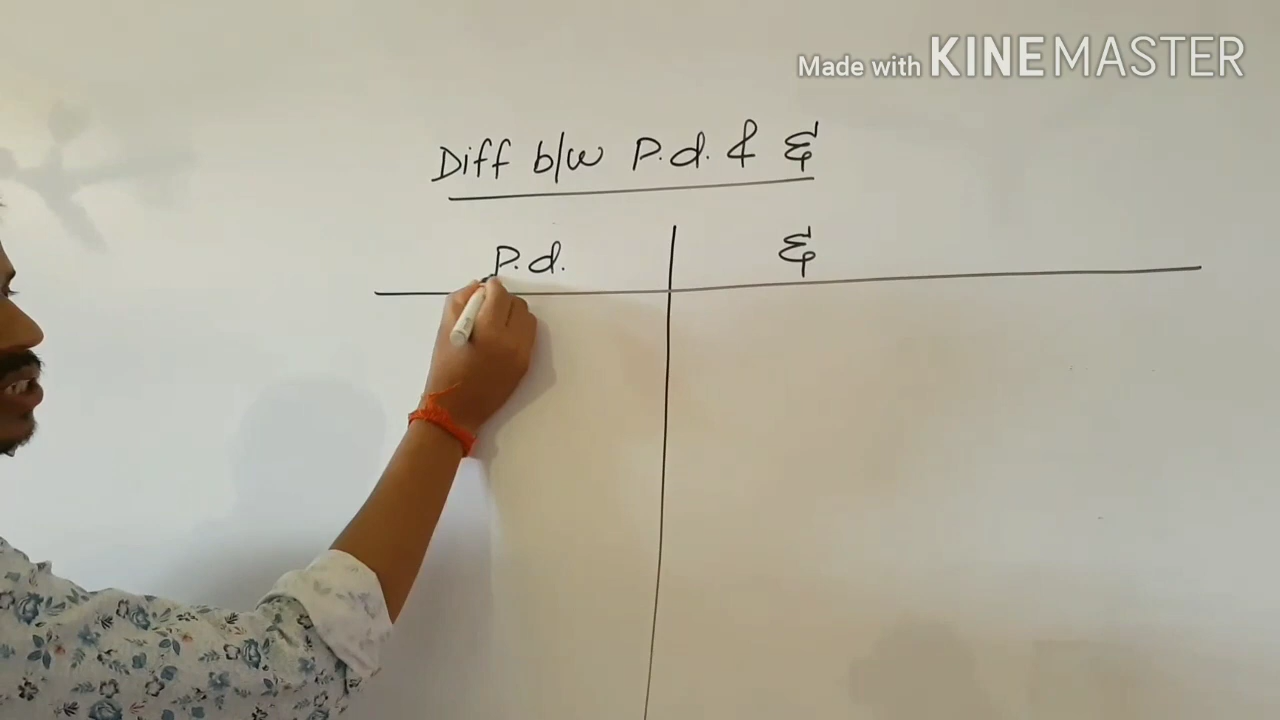 Made with KINEMASTER
Diff b/w P.d. & ξ
P.d. ξ